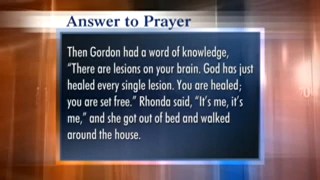 Answer to Prayer
Then Gordon had a word of knowledge,
“There are lesions on your brain. God has just
healed every single lesion. You are healed;
you are set free.” Rhonda said, “It’s me, it’s
me,” and she got out of bed and walked
around the house.